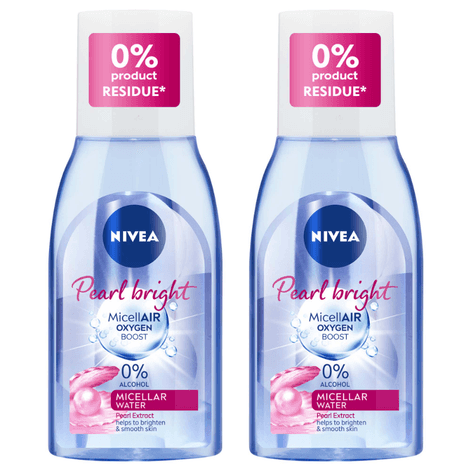 0%
product
RESIDUE*
NIVEA
Pearl bright
MicellAIR
OXYGEN
BOOST
0%
ALCOHOL
MICELLAR
WATER
Pearl Extract
helps to brighten
& smooth skin
0%
product
RESIDUE*
NIVEA
Pearl bright
MicellAIR
OXYGEN
BOOST
0%
ALCOHOL
MICELLAR
WATER
Pearl Extract
helps to brighten
& smooth skin